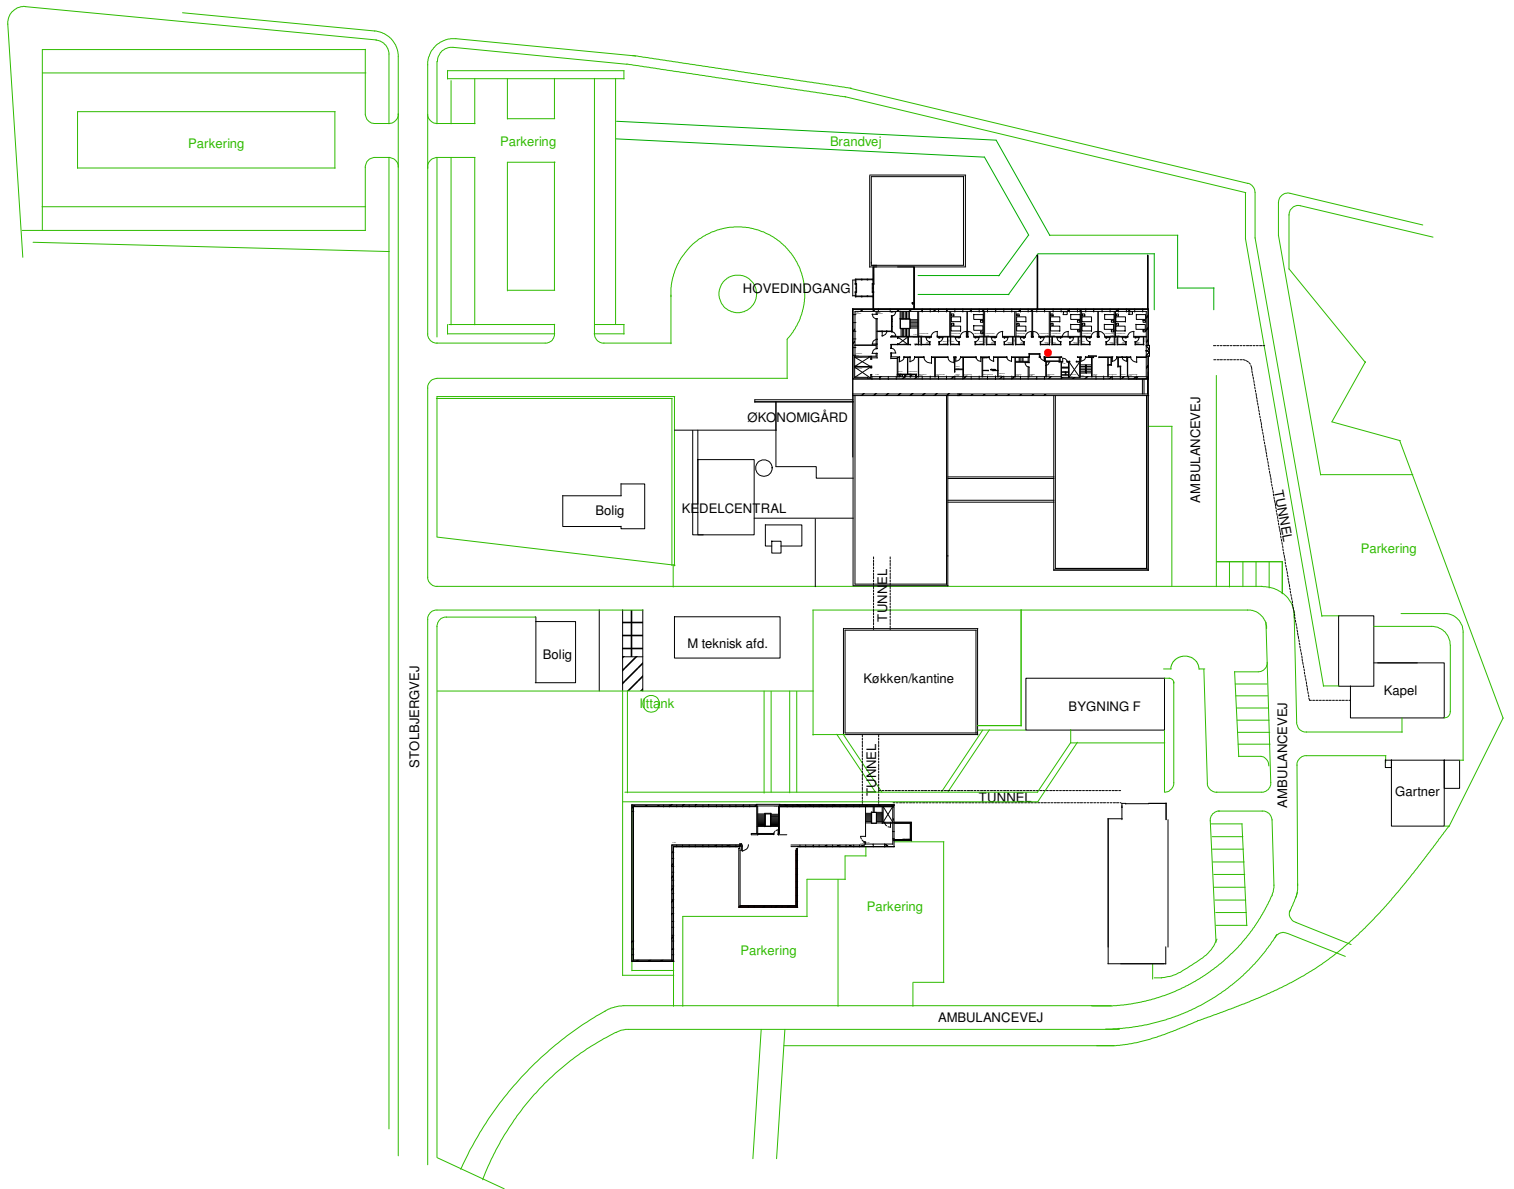 Parkering
Parkering
Brandvej
HOVEDINDGANG
ØKONOMIGÅRD
AMBULANCEVEJ
KEDELCENTRAL
Bolig
TUNNEL
Parkering
TUNNEL
Bolig
M teknisk afd.
Køkken/kantine
BYGNING F
Kapel
STOLBJERGVEJ
Ilttank
AMBULANCEVEJ
TUNNEL
TUNNEL
Gartner
Parkering
Parkering
AMBULANCEVEJ